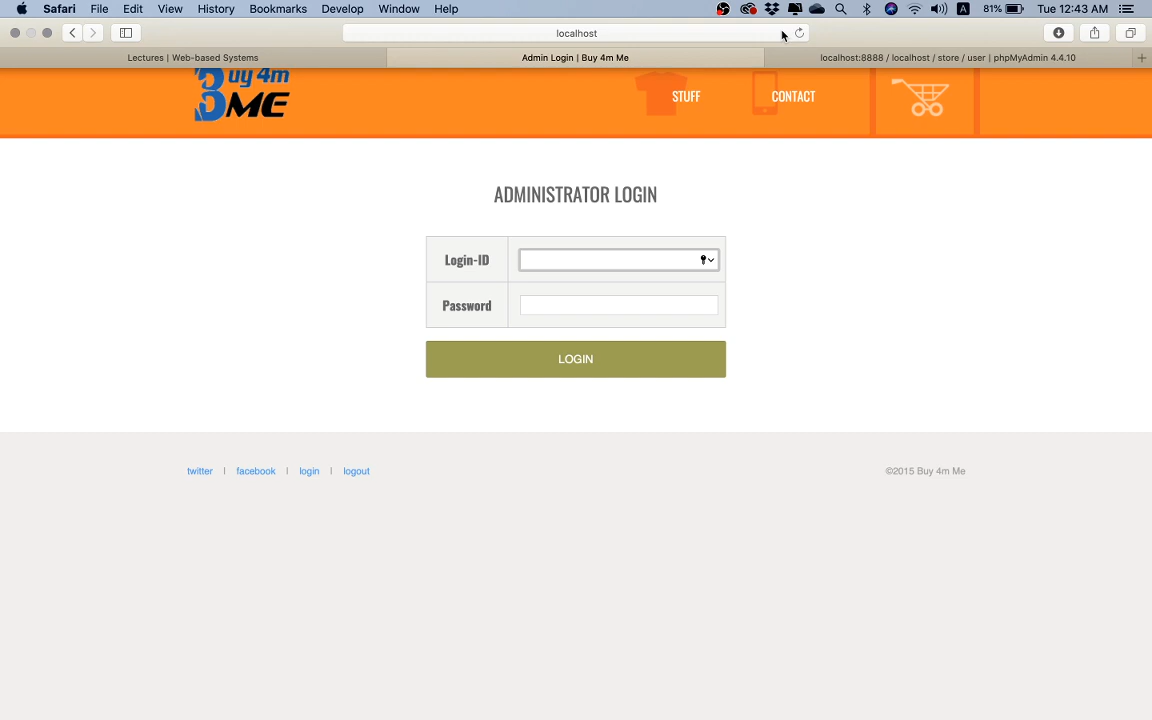 Safari File Edit View History Bookmarks Develop Window Help A 81% Tue 12:43 AM
localhost
Lectures | Web-based Systems Admin Login | Buy 4m Me localhost:8888 / localhost / store / user | phpMyAdmin 4.4.10
Buy 4m
ME STUFF CONTACT
ADMINISTRATOR LOGIN
Login-ID
Password
LOGIN
twitter | facebook | login | logout ©2015 Buy 4m Me